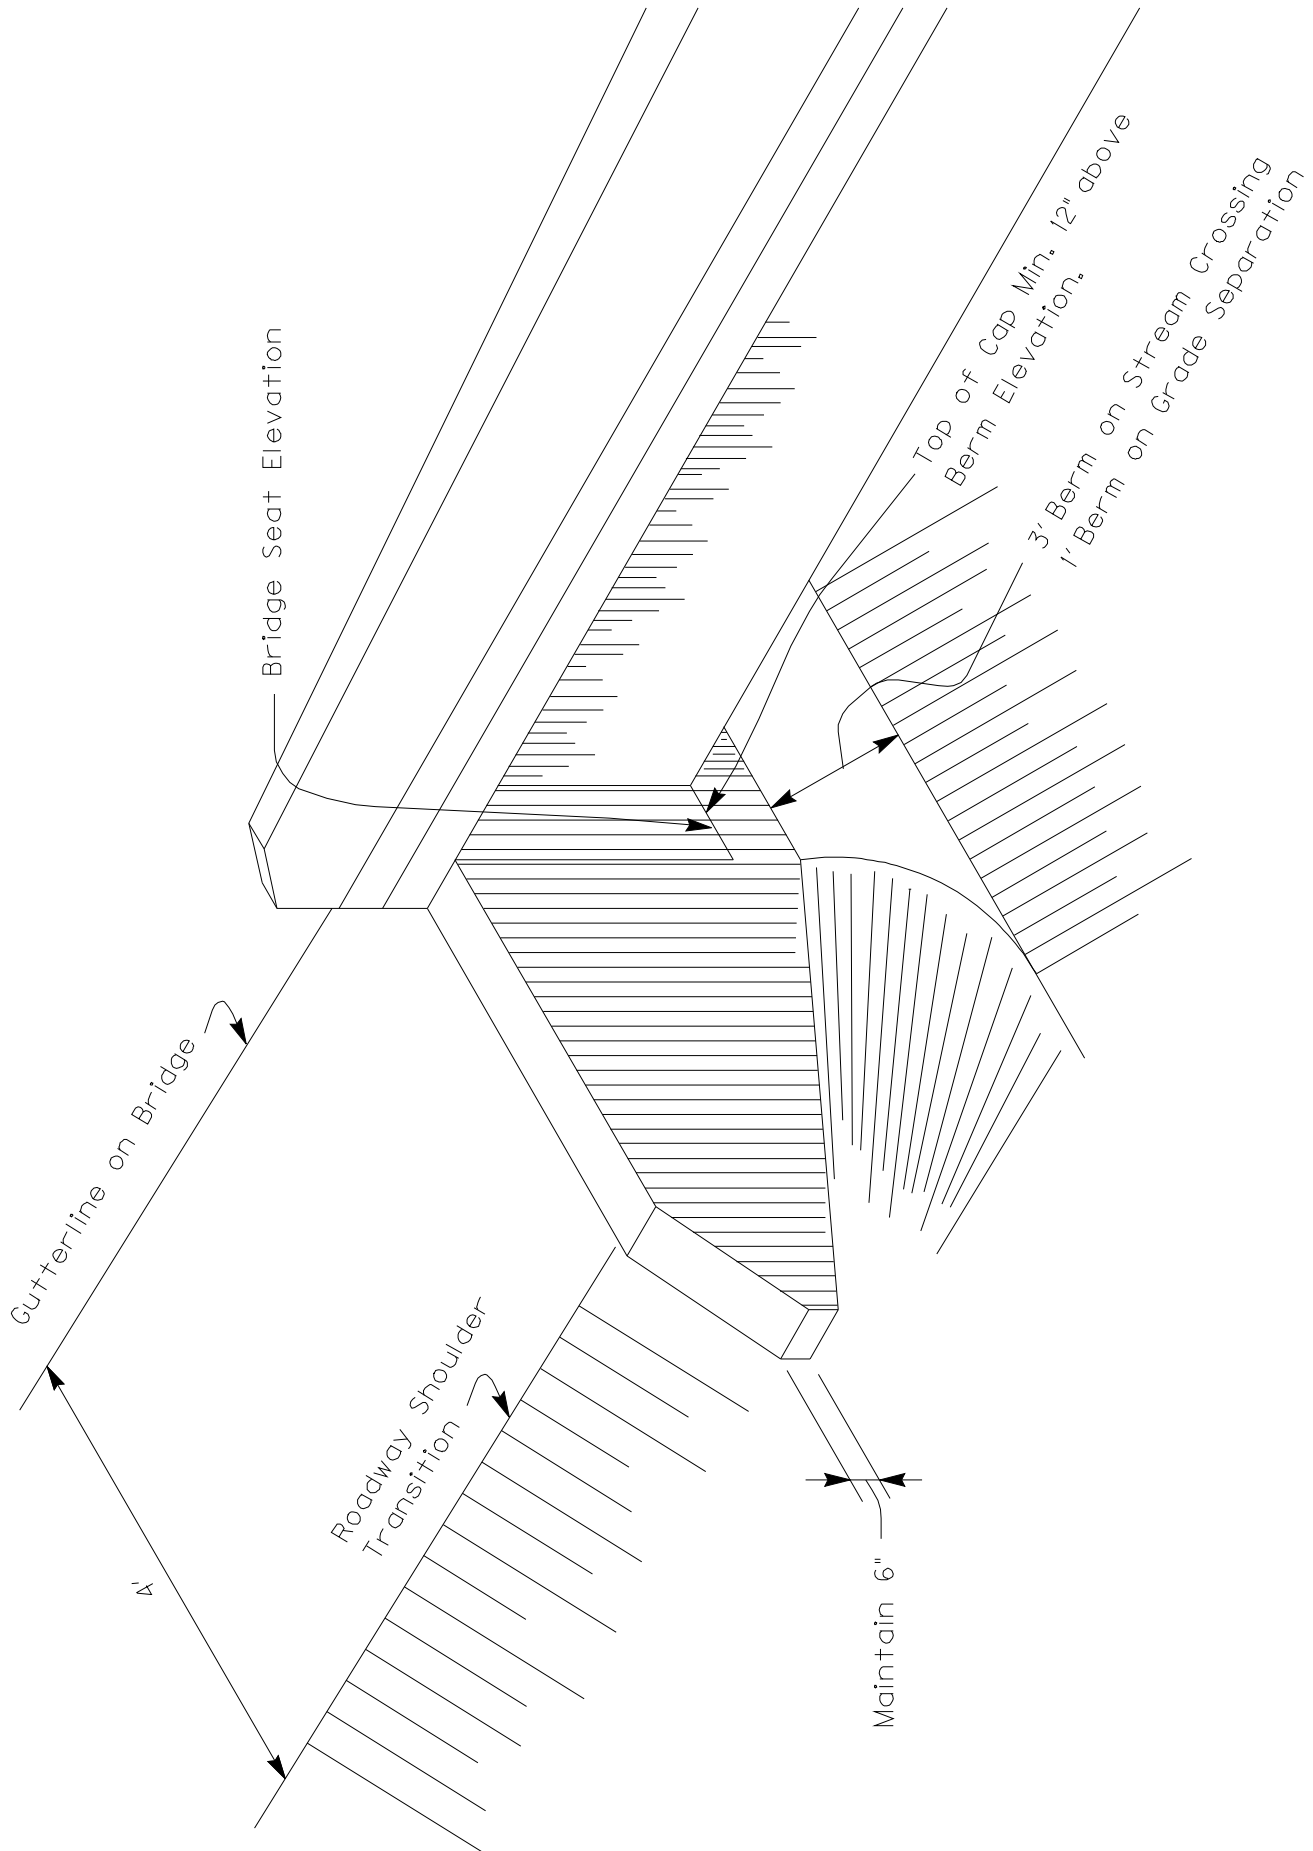 Bridge Seat Elevation
Top of Cap Min. 12" above
Berm Elevation.
3' Berm on Stream Crossing
1' Berm on Grade Separation
Gutterline on Bridge
Roadway Shoulder
Transition
4'
Maintain 6"